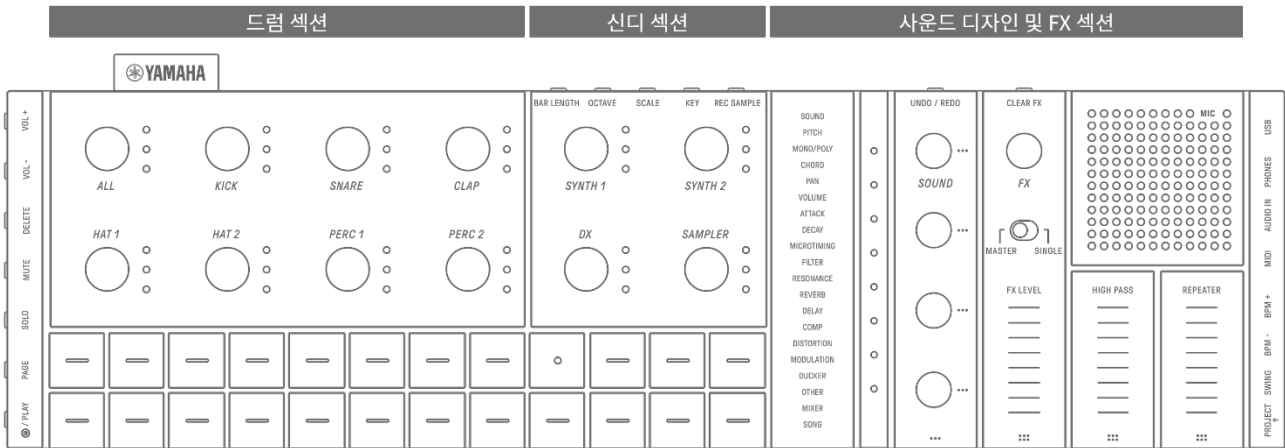 드럼 섹션
신디 섹션
사운드 디자인 및 FX 섹션
YAMAHA
VOL +
VOL -
DELETE
MUTE
SOLO
PAGE
/ PLAY
ALL
KICK
SNARE
CLAP
HAT 1
HAT 2
PERC 1
PERC 2
BAR LENGTH
OCTAVE
SCALE
KEY
REC SAMPLE
SYNTH 1
SYNTH 2
DX
SAMPLER
SOUND
PITCH
MONO/POLY
CHORD
PAN
VOLUME
ATTACK
DECAY
MICROTIMING
FILTER
RESONANCE
REVERB
DELAY
COMP
DISTORTION
MODULATION
DUCKER
OTHER
MIXER
SONG
UNDO / REDO
SOUND
CLEAR FX
FX
MASTER
SINGLE
FX LEVEL
MIC
HIGH PASS
REPEATER
USB
PHONES
AUDIO IN
MIDI
BPM +
BPM -
SWING
PROJECT